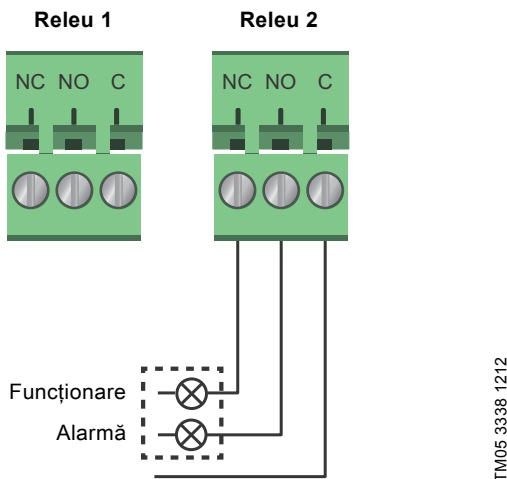 Releu 1
Releu 2
NC NO C
NC NO C
Funcționare
Alarmă
TM05 3338 1212